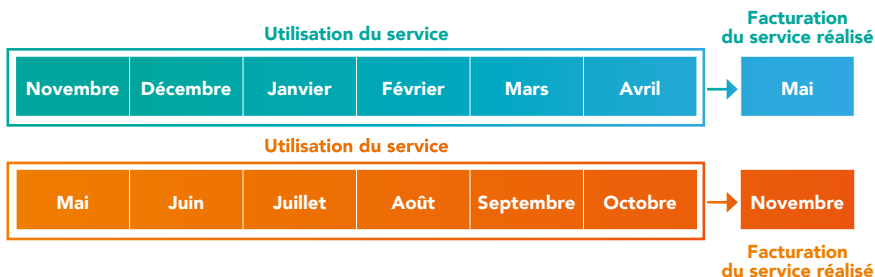 Utilisation du service
Facturation
du service réalisé
Novembre Décembre Janvier Février Mars Avril Mai
Utilisation du service
Mai Juin Juillet Août Septembre Octobre Novembre
Facturation
du service réalisé